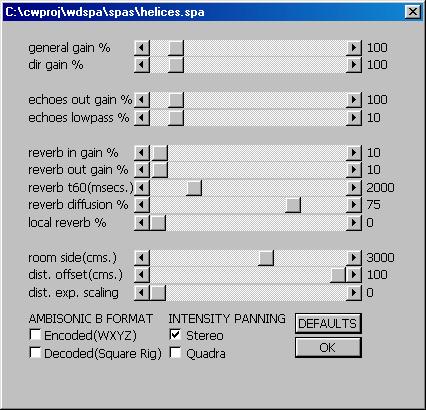 C:\cwproj\wdspa\spas\helices.spa
general gain % 100
dir gain % 100
echoes out gain % 100
echoes lowpass % 10
reverb in gain % 10
reverb out gain % 10
reverb t60(msecs.) 2000
reverb diffusion % 75
local reverb % 0
room side(cms.) 3000
dist. offset(cms.) 100
dist. exp. scaling 0
AMBISONIC B FORMAT INTENSITY PANNING DEFAULTS
Encoded(WXYZ) Stereo
Decoded(Square Rig) Quadra OK